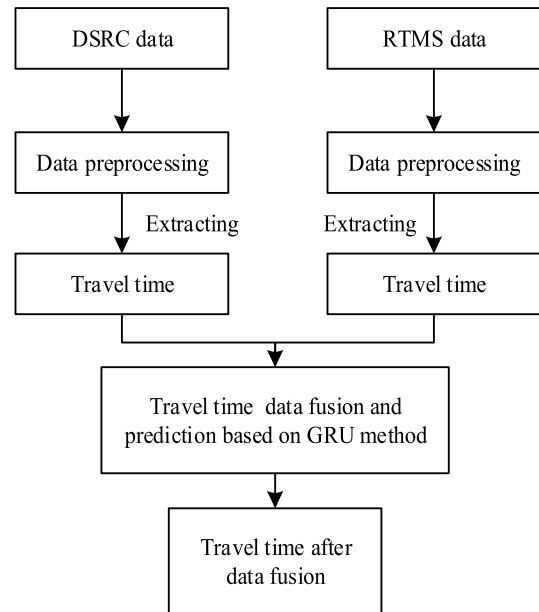 DSRC data
RTMS data
Data preprocessing
Data preprocessing
Extracting
Extracting
Travel time
Travel time
Travel time data fusion and
prediction based on GRU method
Travel time after
data fusion